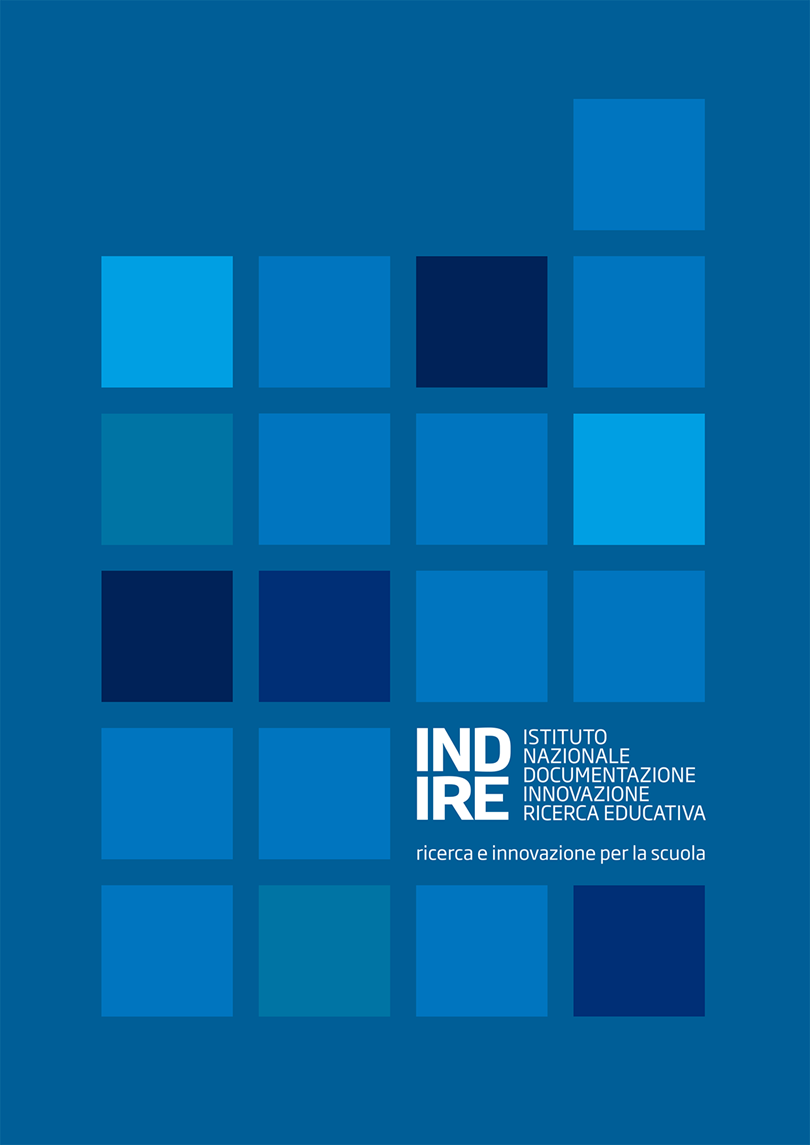 IND
IRE
ISTITUTO
NAZIONALE
DOCUMENTAZIONE
INNOVAZIONE
RICERCA EDUCATIVA
ricerca e innovazione per la scuola